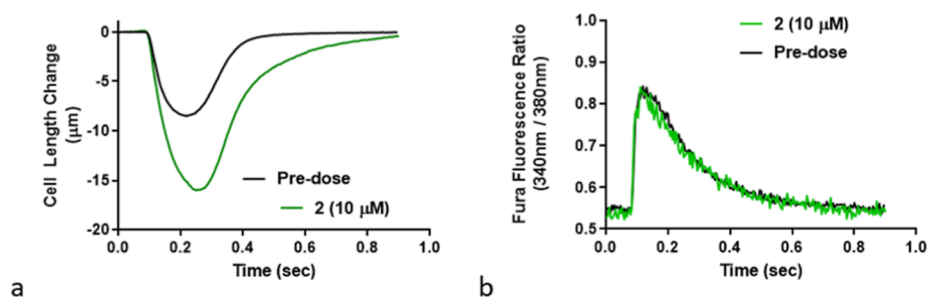 0
-5
-10
-15
-20
0.0
0.2
0.4
0.6
0.8
1.0
Cell Length Change
(μm)
Time (sec)
Pre-dose
2 (10 μM)
a
1.0
0.9
0.8
0.7
0.6
0.5
0.0
0.2
0.4
0.6
0.8
1.0
Fura Fluorescence Ratio
(340nm / 380nm)
Time (sec)
2 (10 μM)
Pre-dose
b